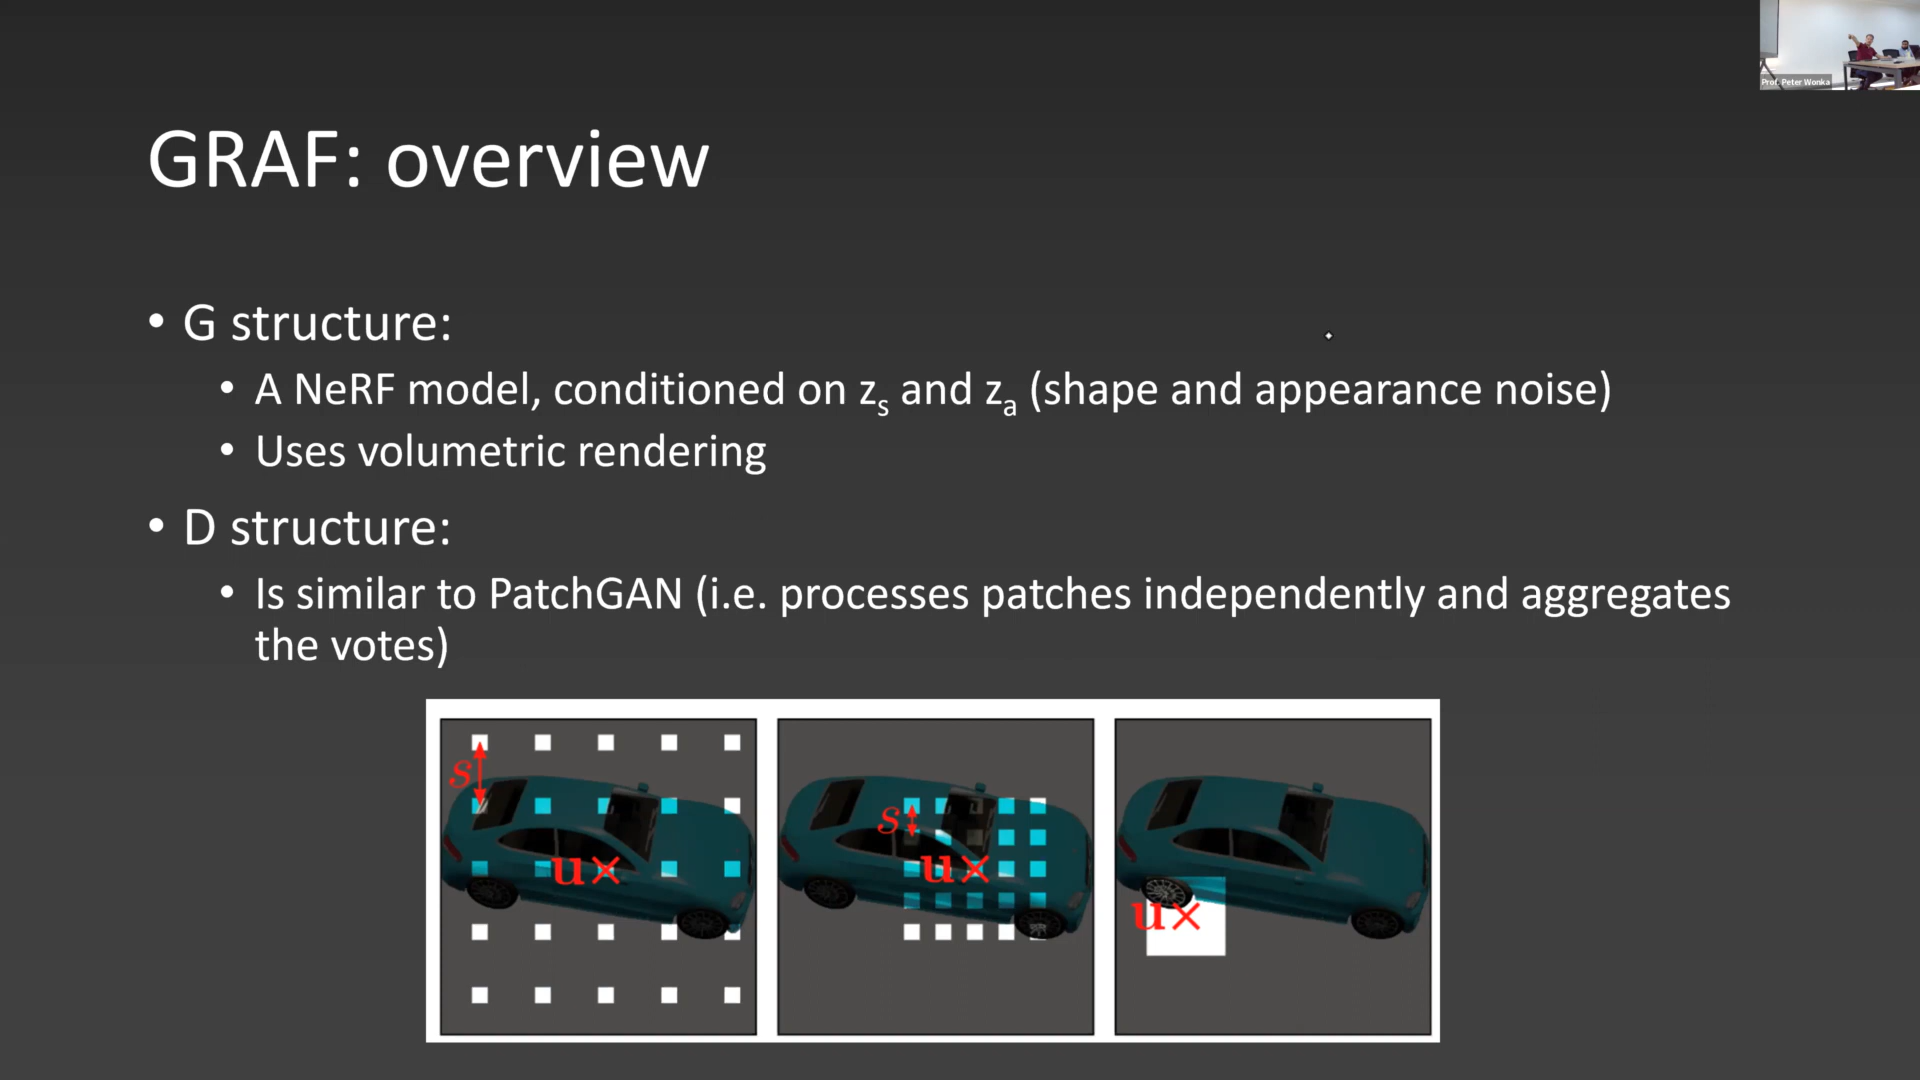 Prof. Peter Wonka
GRAF: overview
• G structure:
• A NeRF model, conditioned on zs and za (shape and appearance noise)
• Uses volumetric rendering
• D structure:
• Is similar to PatchGAN (i.e. processes patches independently and aggregates
the votes)
s
u×
s
u×
u×